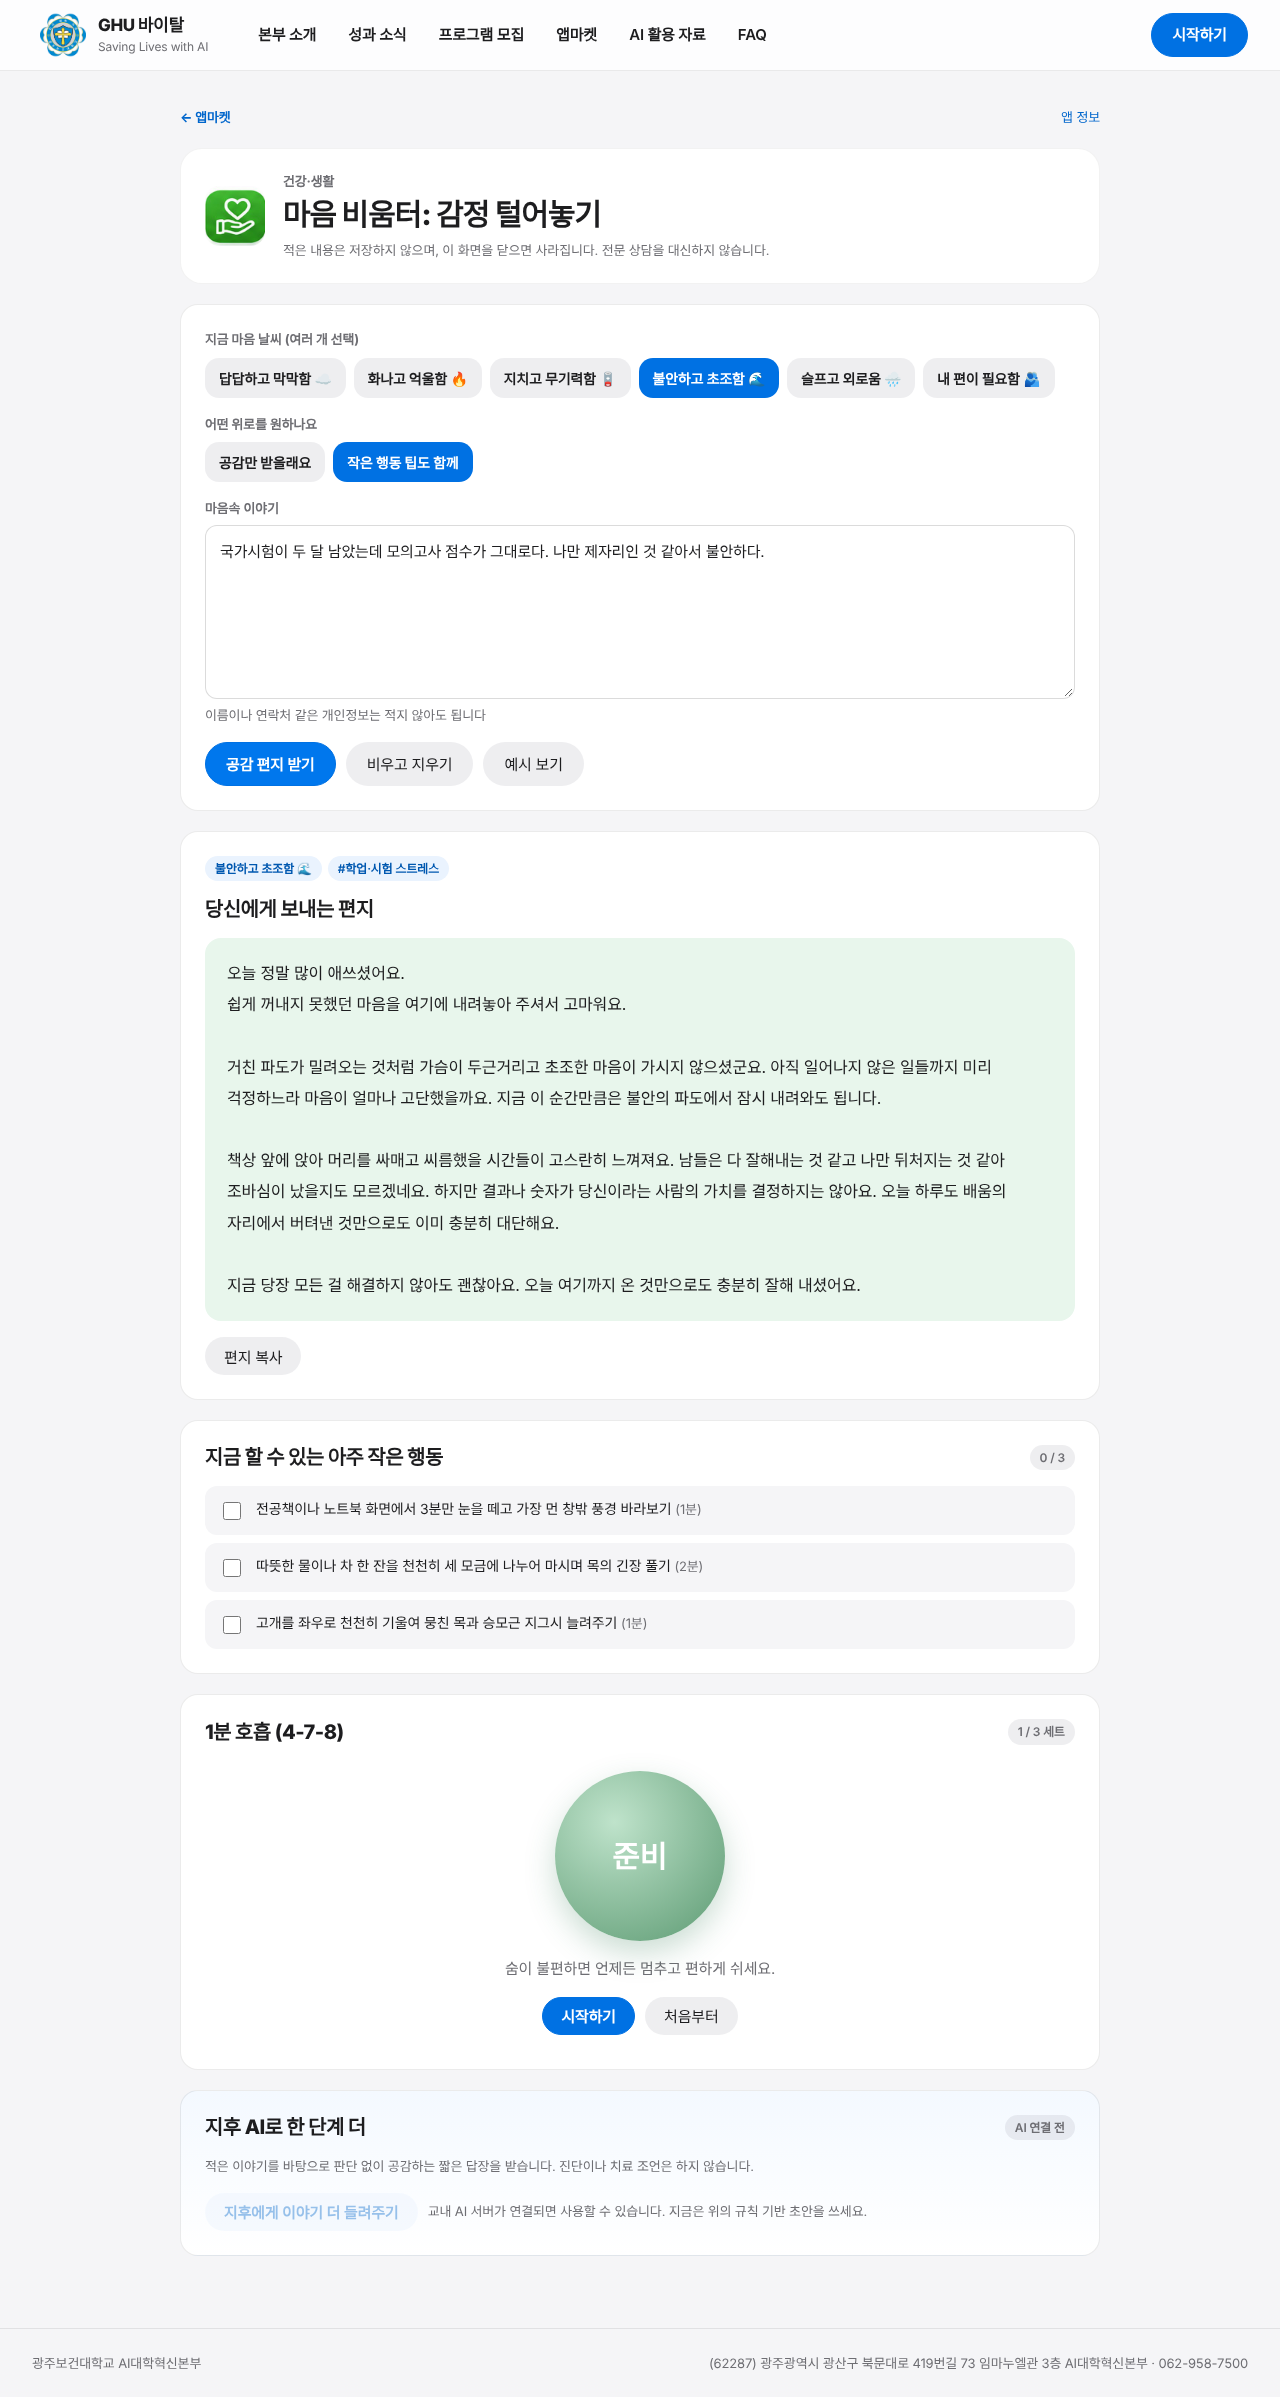 GHU 바이탈
Saving Lives with AI
본부 소개
성과 소식
프로그램 모집
앱마켓
AI 활용 자료
FAQ
시작하기
← 앱마켓
앱 정보
건강·생활
마음 비움터: 감정 털어놓기
적은 내용은 저장하지 않으며, 이 화면을 닫으면 사라집니다. 전문 상담을 대신하지 않습니다.
지금 마음 날씨 (여러 개 선택)
답답하고 막막함 ☁️
화나고 억울함 🔥
지치고 무기력함 🪫
불안하고 초조함 🌊
슬프고 외로움 🌧️
내 편이 필요함 🫂
어떤 위로를 원하나요
공감만 받을래요
작은 행동 팁도 함께
마음속 이야기
국가시험이 두 달 남았는데 모의고사 점수가 그대로다. 나만 제자리인 것 같아서 불안하다.
이름이나 연락처 같은 개인정보는 적지 않아도 됩니다
공감 편지 받기
비우고 지우기
예시 보기
불안하고 초조함 🌊
#학업·시험 스트레스
당신에게 보내는 편지
오늘 정말 많이 애쓰셨어요.
쉽게 꺼내지 못했던 마음을 여기에 내려놓아 주셔서 고마워요.
거친 파도가 밀려오는 것처럼 가슴이 두근거리고 초조한 마음이 가시지 않으셨군요. 아직 일어나지 않은 일들까지 미리
걱정하느라 마음이 얼마나 고단했을까요. 지금 이 순간만큼은 불안의 파도에서 잠시 내려와도 됩니다.
책상 앞에 앉아 머리를 싸매고 씨름했을 시간들이 고스란히 느껴져요. 남들은 다 잘해내는 것 같고 나만 뒤처지는 것 같아
조바심이 났을지도 모르겠네요. 하지만 결과나 숫자가 당신이라는 사람의 가치를 결정하지는 않아요. 오늘 하루도 배움의
자리에서 버텨낸 것만으로도 이미 충분히 대단해요.
지금 당장 모든 걸 해결하지 않아도 괜찮아요. 오늘 여기까지 온 것만으로도 충분히 잘해 내셨어요.
편지 복사
지금 할 수 있는 아주 작은 행동
0 / 3
전공책이나 노트북 화면에서 3분만 눈을 떼고 가장 먼 창밖 풍경 바라보기 (1분)
따뜻한 물이나 차 한 잔을 천천히 세 모금에 나누어 마시며 목의 긴장 풀기 (2분)
고개를 좌우로 천천히 기울여 뭉친 목과 승모근 지그시 늘려주기 (1분)
1분 호흡 (4-7-8)
1 / 3 세트
준비
숨이 불편하면 언제든 멈추고 편하게 쉬세요.
시작하기
처음부터
지후 AI로 한 단계 더
AI 연결 전
적은 이야기를 바탕으로 판단 없이 공감하는 짧은 답장을 받습니다. 진단이나 치료 조언은 하지 않습니다.
지후에게 이야기 더 들려주기
교내 AI 서버가 연결되면 사용할 수 있습니다. 지금은 위의 규칙 기반 초안을 쓰세요.
광주보건대학교 AI대학혁신본부
(62287) 광주광역시 광산구 북문대로 419번길 73 임마누엘관 3층 AI대학혁신본부 · 062-958-7500